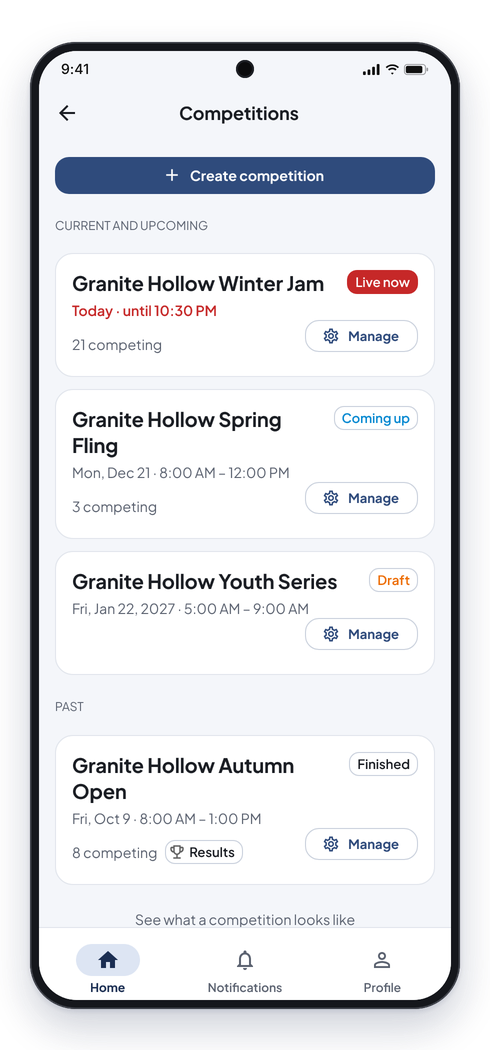 9:41
Competitions
Create competition
CURRENT AND UPCOMING
Granite Hollow Winter Jam
Live now
Today · until 10:30 PM
21 competing
Manage
Granite Hollow Spring
Fling
Coming up
Mon, Dec 21 · 8:00 AM – 12:00 PM
3 competing
Manage
Granite Hollow Youth Series
Draft
Fri, Jan 22, 2027 · 5:00 AM – 9:00 AM
Manage
PAST
Granite Hollow Autumn
Open
Finished
Fri, Oct 9 · 8:00 AM – 1:00 PM
8 competing
Results
Manage
See what a competition looks like
Home
Notifications
Profile